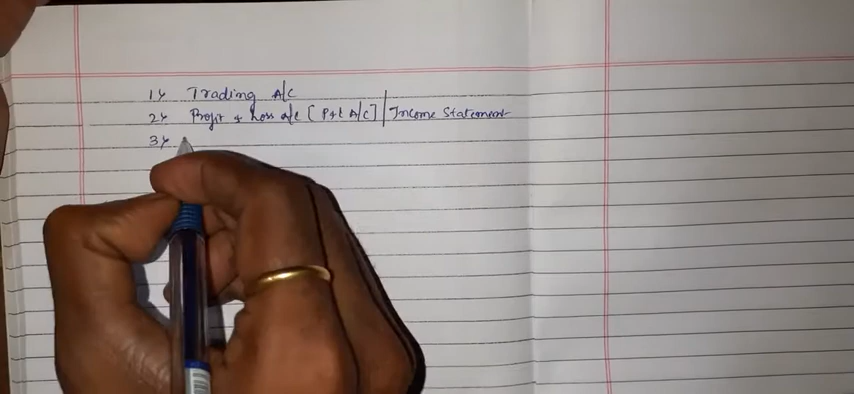 1) Trading A/C
2) Profit & Loss a/c [P&L A/C] | Income Statement
3)